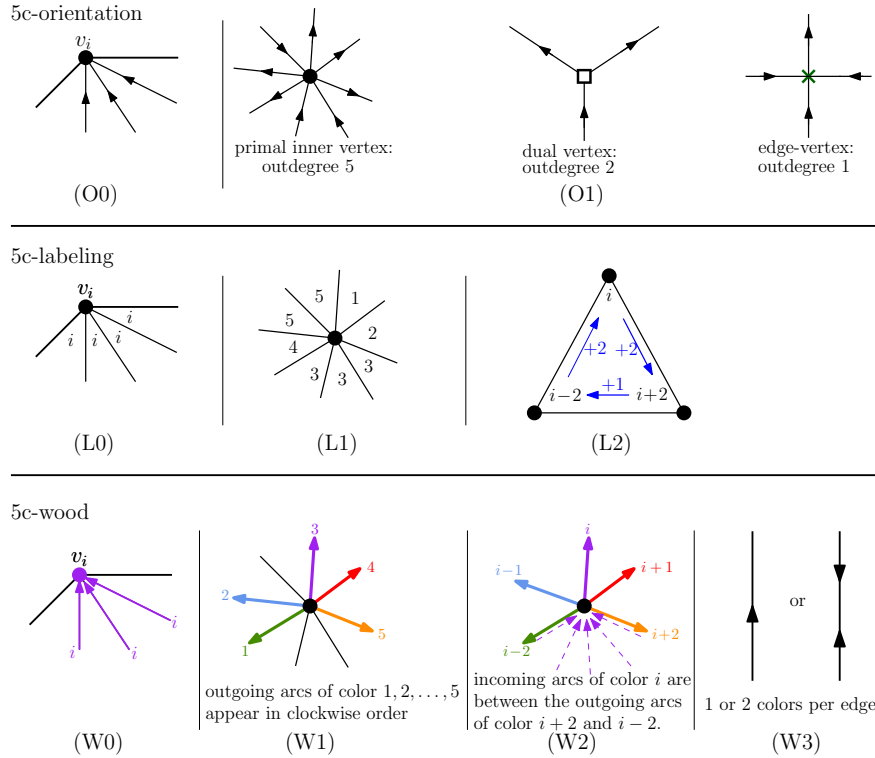 5c-orientation
v_i
primal inner vertex:
outdegree 5
dual vertex:
outdegree 2
edge-vertex:
outdegree 1
(O0)
(O1)
5c-labeling
v_i
i
i i i
5 1
5 2
4 3
3 3
i
+2 +2
+1
i−2 i+2
(L0)
(L1)
(L2)
5c-wood
v_i
i
i i
3
4
2
5
1
outgoing arcs of color 1, 2, . . . , 5
appear in clockwise order
i
i−1 i+1
i−2 i+2
incoming arcs of color i are
between the outgoing arcs
of color i + 2 and i − 2.
or
1 or 2 colors per edge
(W0)
(W1)
(W2)
(W3)